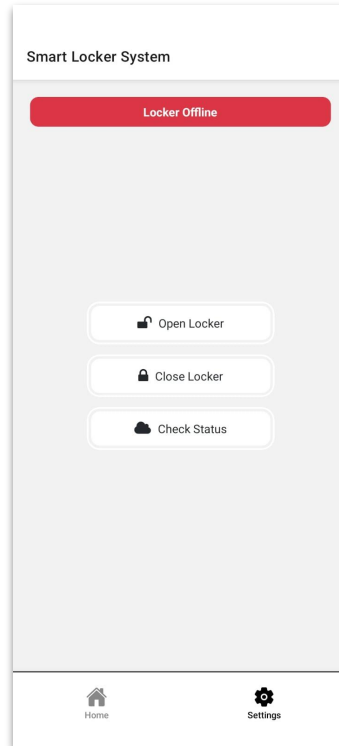 Smart Locker System
Locker Offline
Open Locker
Close Locker
Check Status
Home
Settings